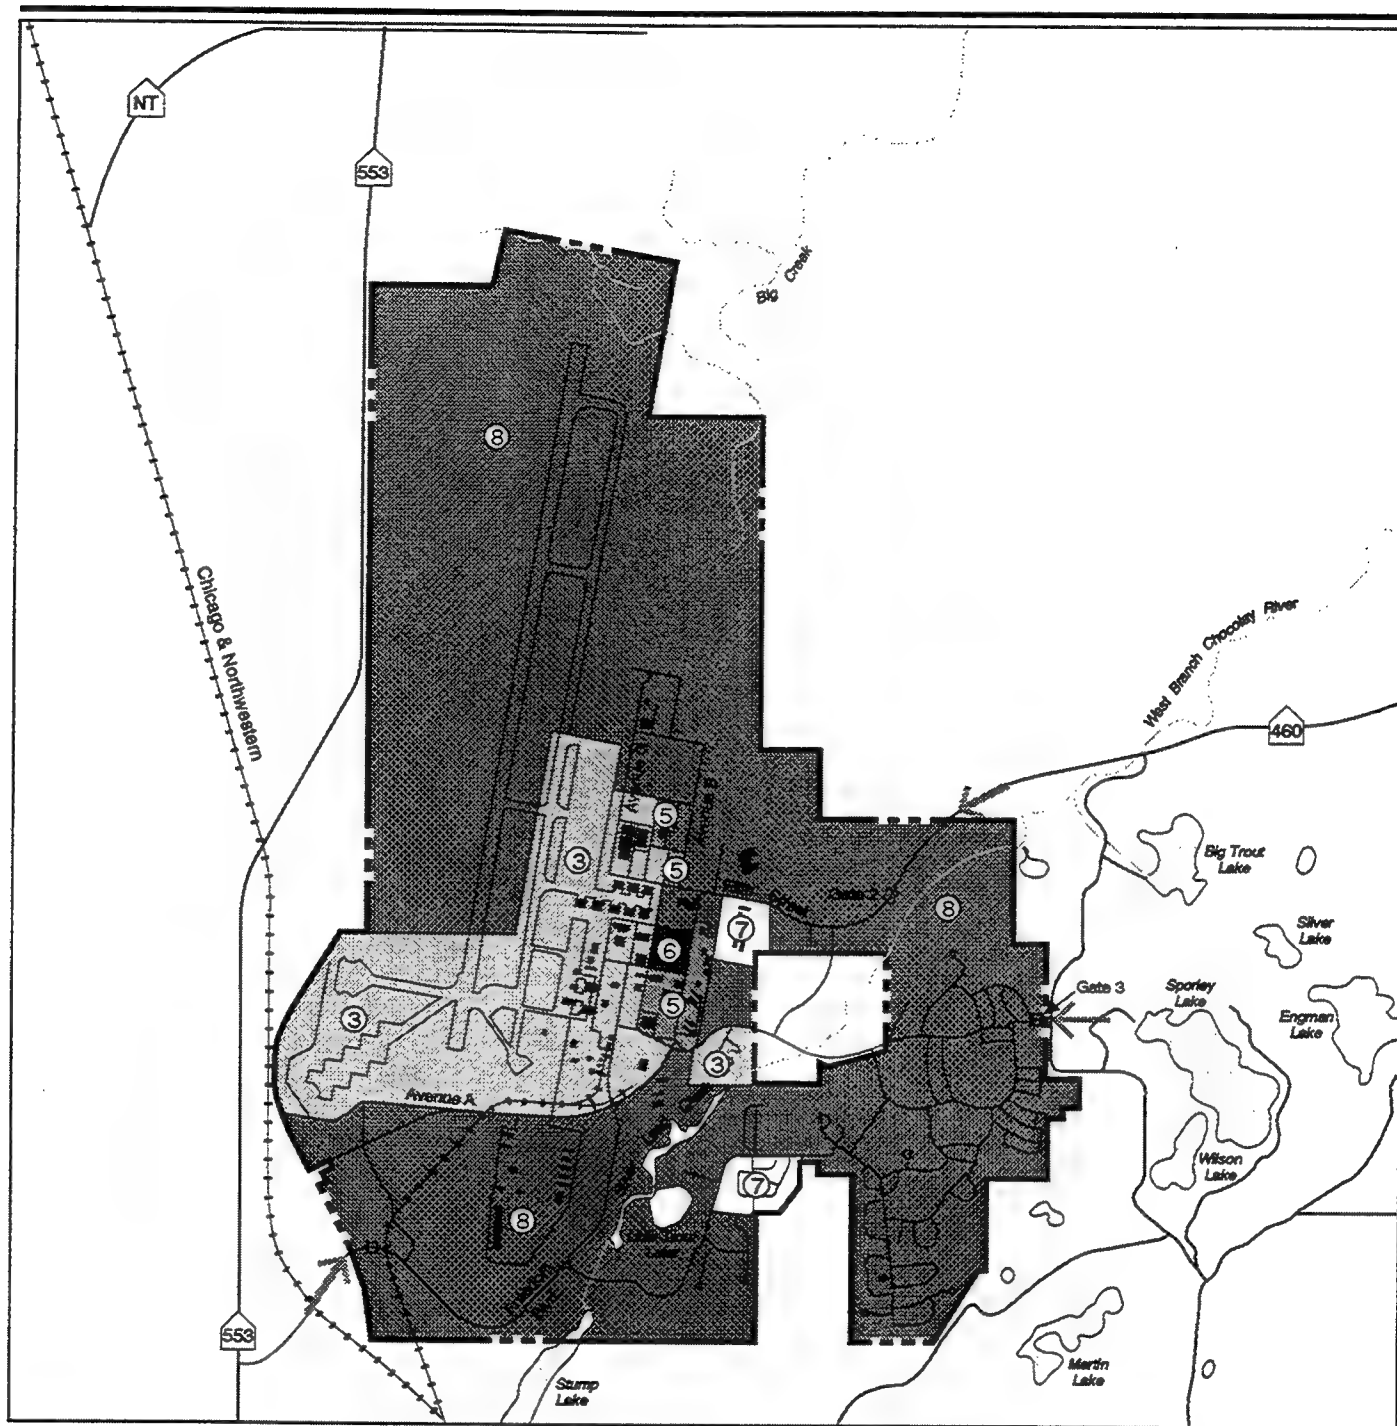 NT
553
Big Creek
8
Chicago & Northwestern
West Branch Chocolay River
460
Avenue B
5
3
5
Big Trout
Lake
8
7
Silver
Lake
6
Gate 3
Sporley
Lake
5
3
Engman
Lake
3
Avenue A
Wilson
Lake
7
8
553
Stump
Lake
Martin
Lake